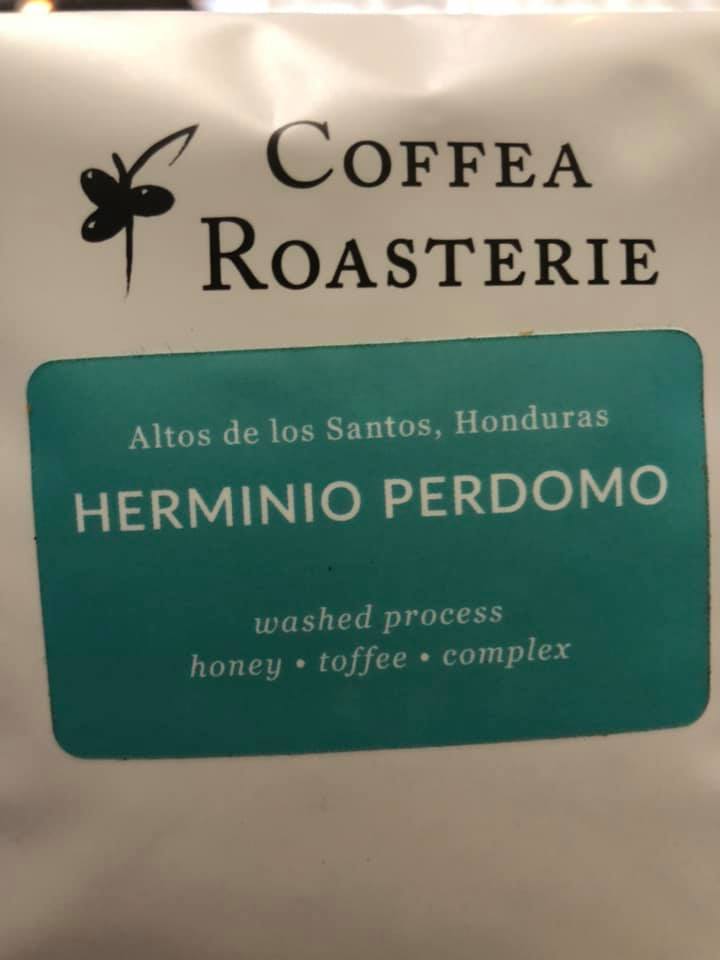 COFFEA
ROASTERIE
Altos de los Santos, Honduras
HERMINIO PERDOMO
washed process
honey • toffee • complex